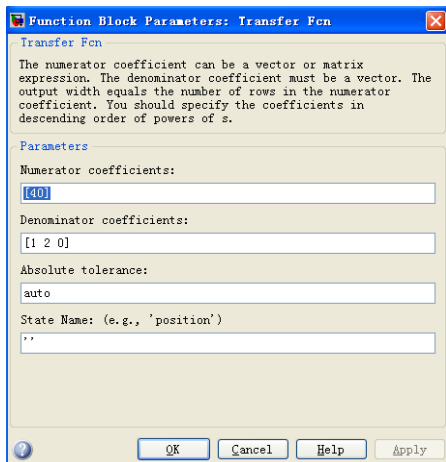 Function Block Parameters: Transfer Fcn
Transfer Fcn
The numerator coefficient can be a vector or matrix
expression. The denominator coefficient must be a vector. The
output width equals the number of rows in the numerator
coefficient. You should specify the coefficients in
descending order of powers of s.
Parameters
Numerator coefficients:
[40]
Denominator coefficients:
[1 2 0]
Absolute tolerance:
auto
State Name: (e.g., 'position')
''
OK Cancel Help Apply